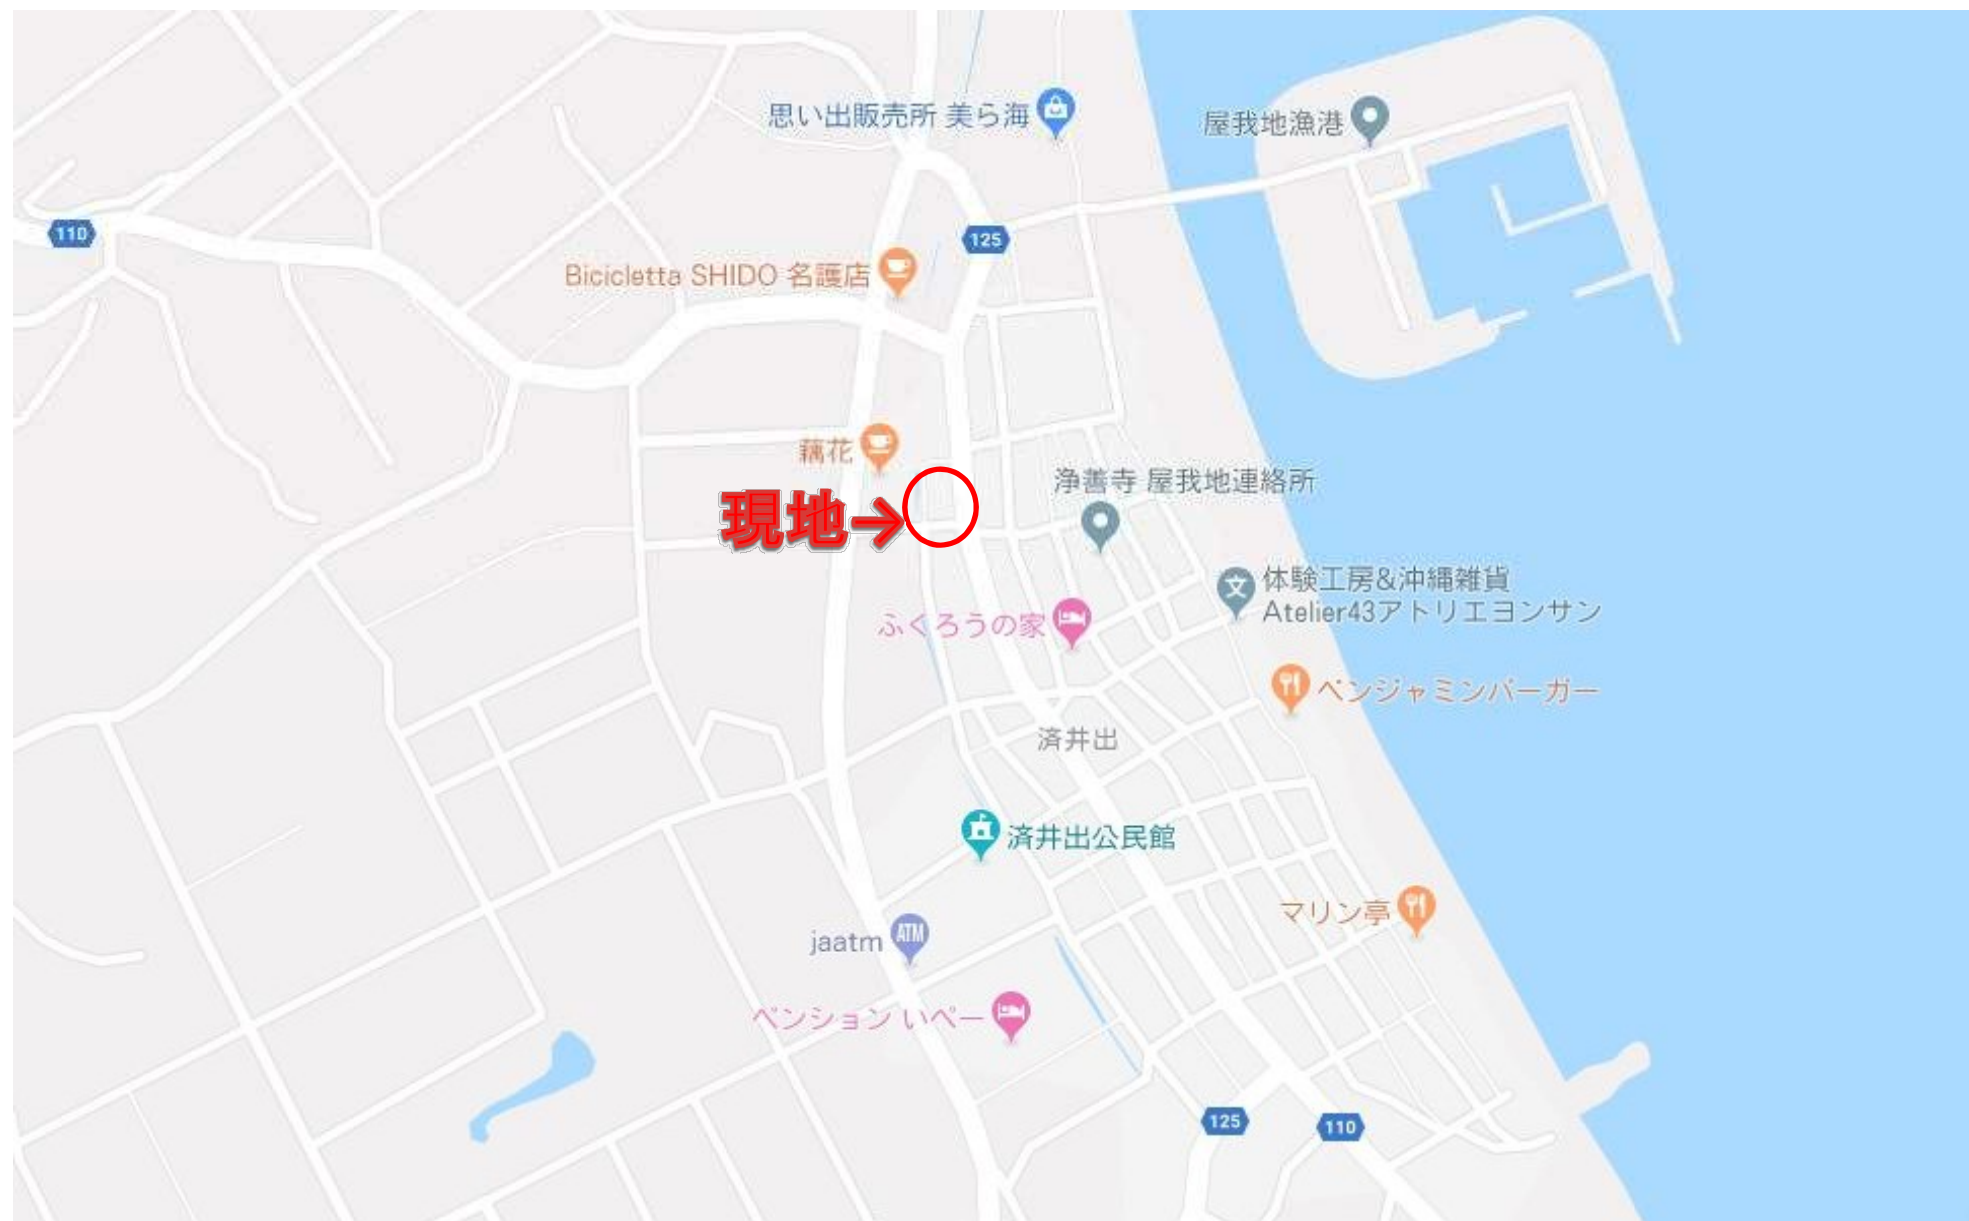 思い出販売所 美ら海
屋我地漁港
110
125
Bicicletta SHIDO 名護店
藕花
浄善寺 屋我地連絡所
現地→
体験工房&沖縄雑貨
Atelier43アトリエヨンサン
ふくろうの家
ベンジャミンバーガー
済井出
済井出公民館
マリン亭
jaatm
ATM
ペンション いペー
125
110